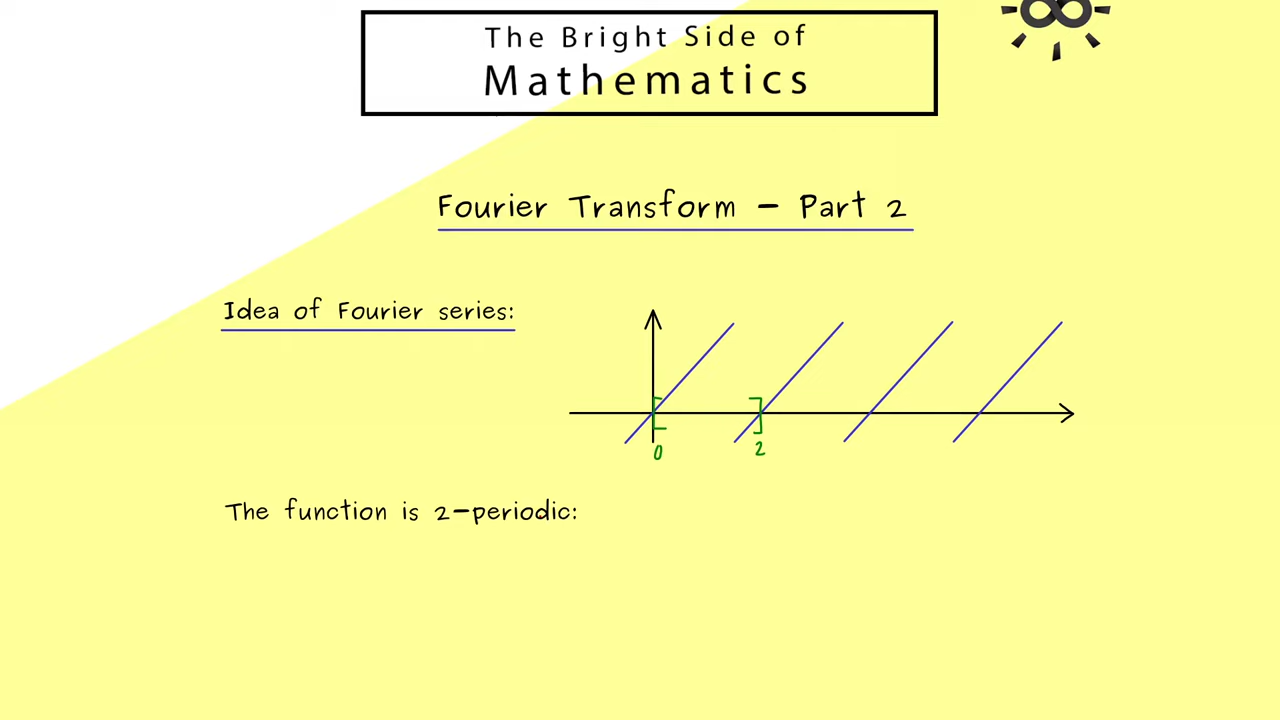 The Bright Side of
Mathematics
Fourier Transform – Part 2
Idea of Fourier series:
0
2
The function is 2-periodic: